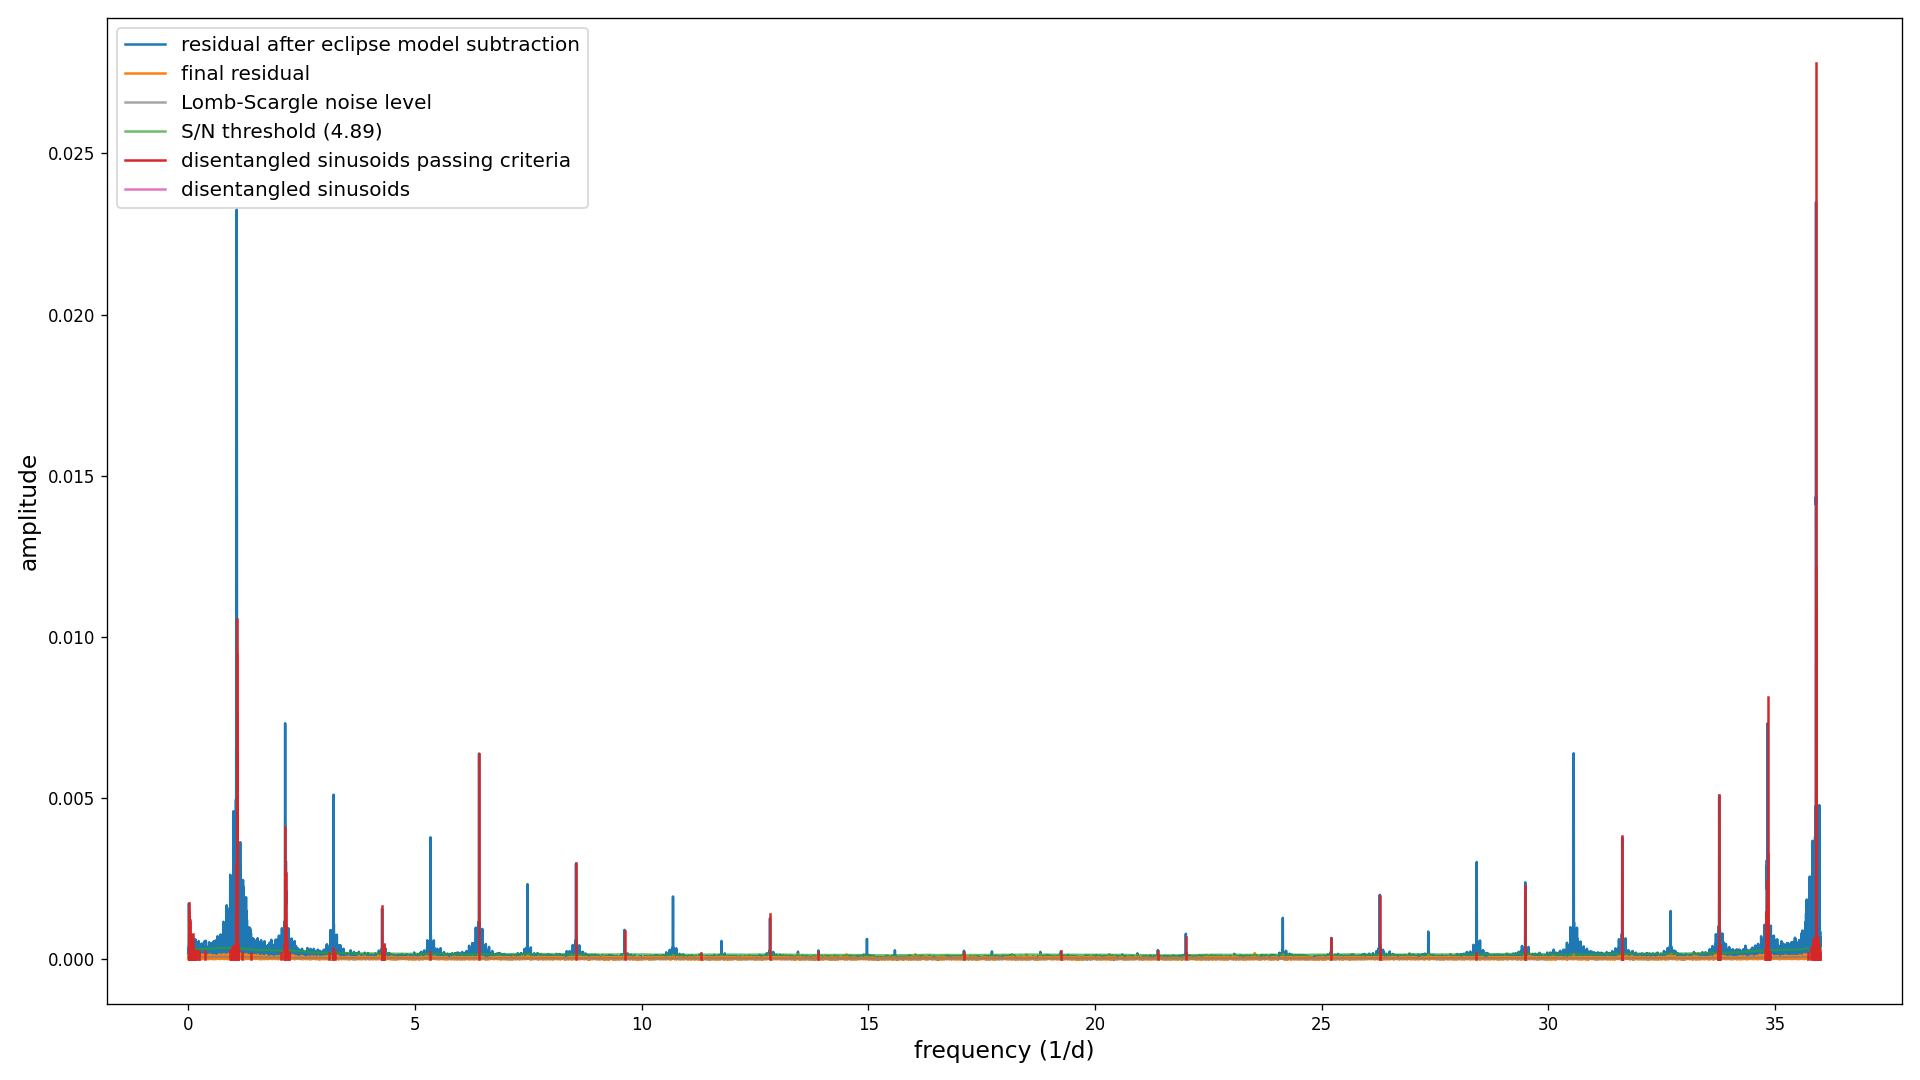 residual after eclipse model subtraction
final residual
Lomb-Scargle noise level
S/N threshold (4.89)
disentangled sinusoids passing criteria
disentangled sinusoids
0.025
0.020
0.015
0.010
0.005
0.000
amplitude
0 5 10 15 20 25 30 35
frequency (1/d)